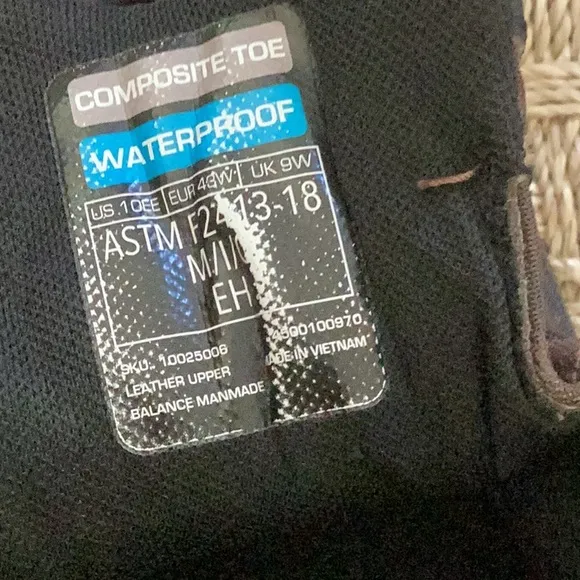 COMPOSITE TOE
WATERPROOF
US 10EE EUR 43W UK 9W
ASTM F2413-18
M/I/C
EH
SKU: 10025006 4500100970
LEATHER UPPER MADE IN VIETNAM
BALANCE MANMADE